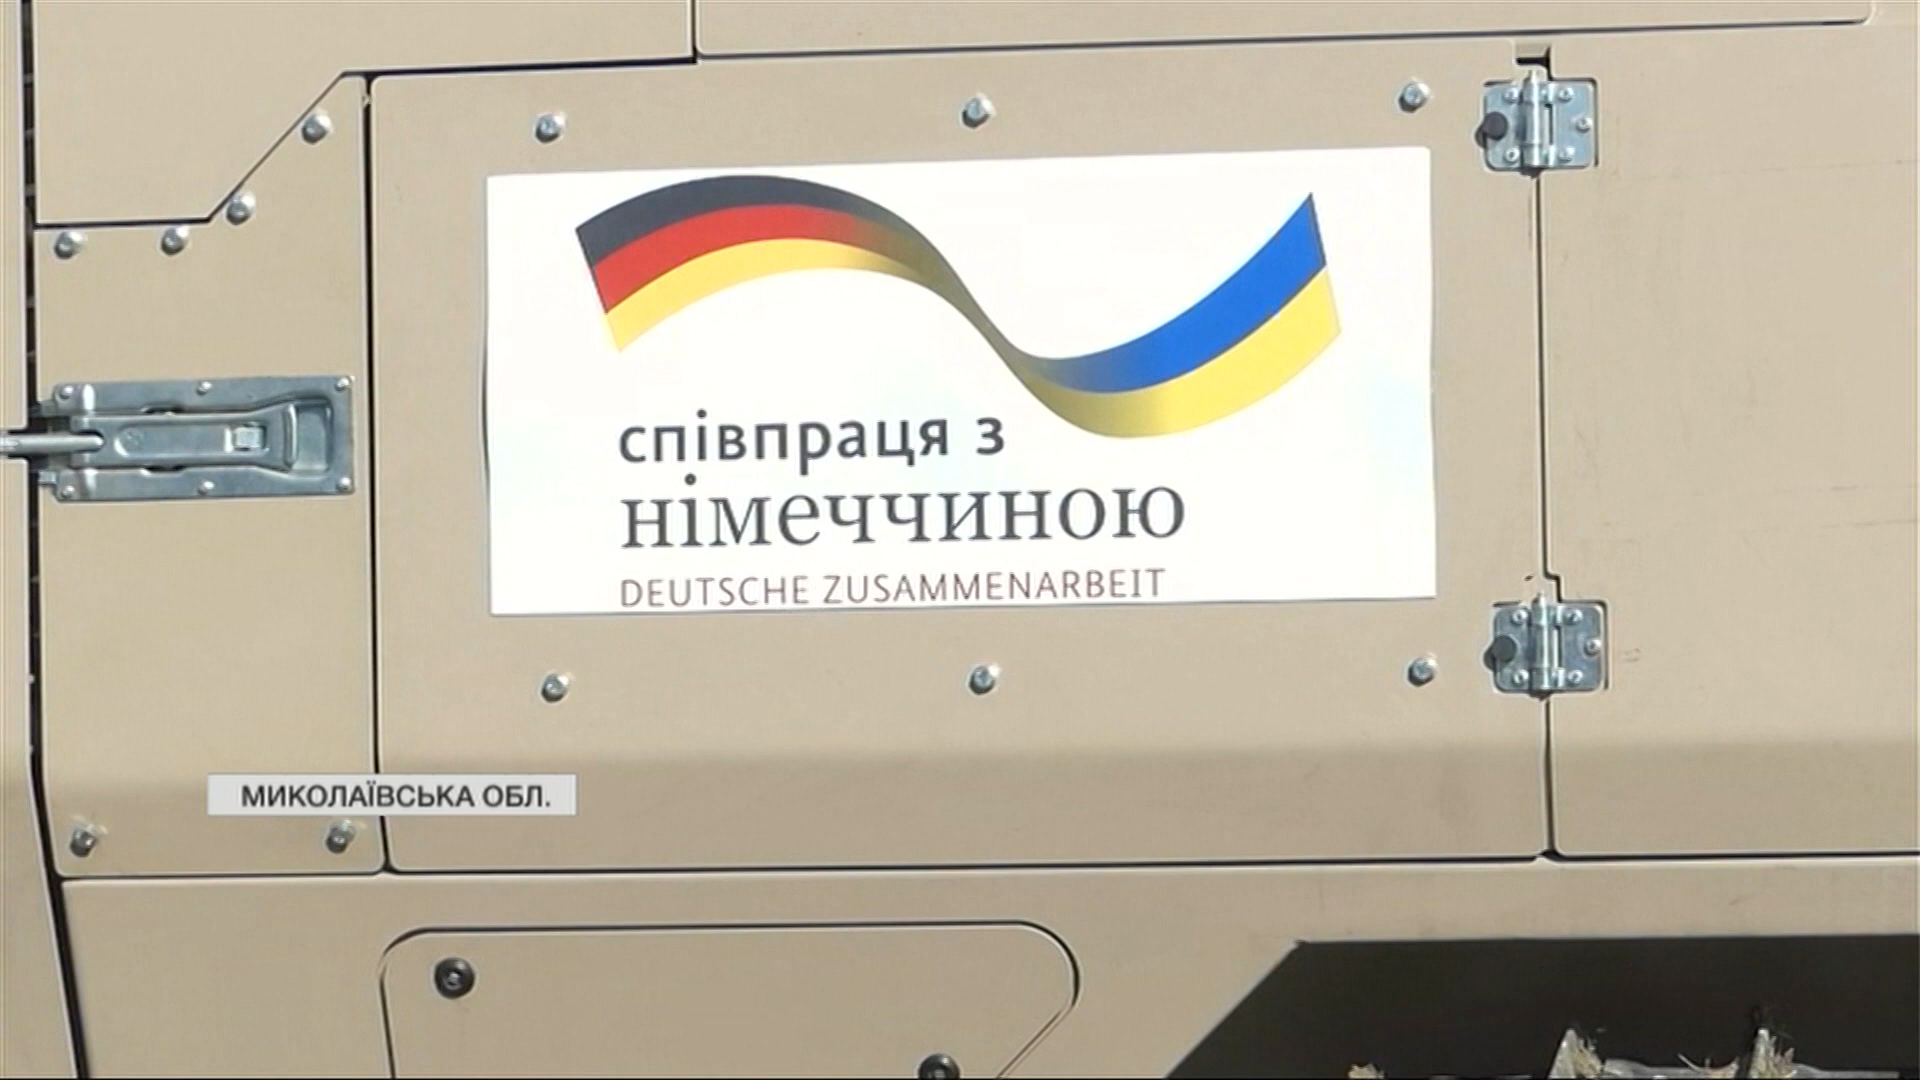 співпраця з
німеччиною
DEUTSCHE ZUSAMMENARBEIT
МИКОЛАЇВСЬКА ОБЛ.